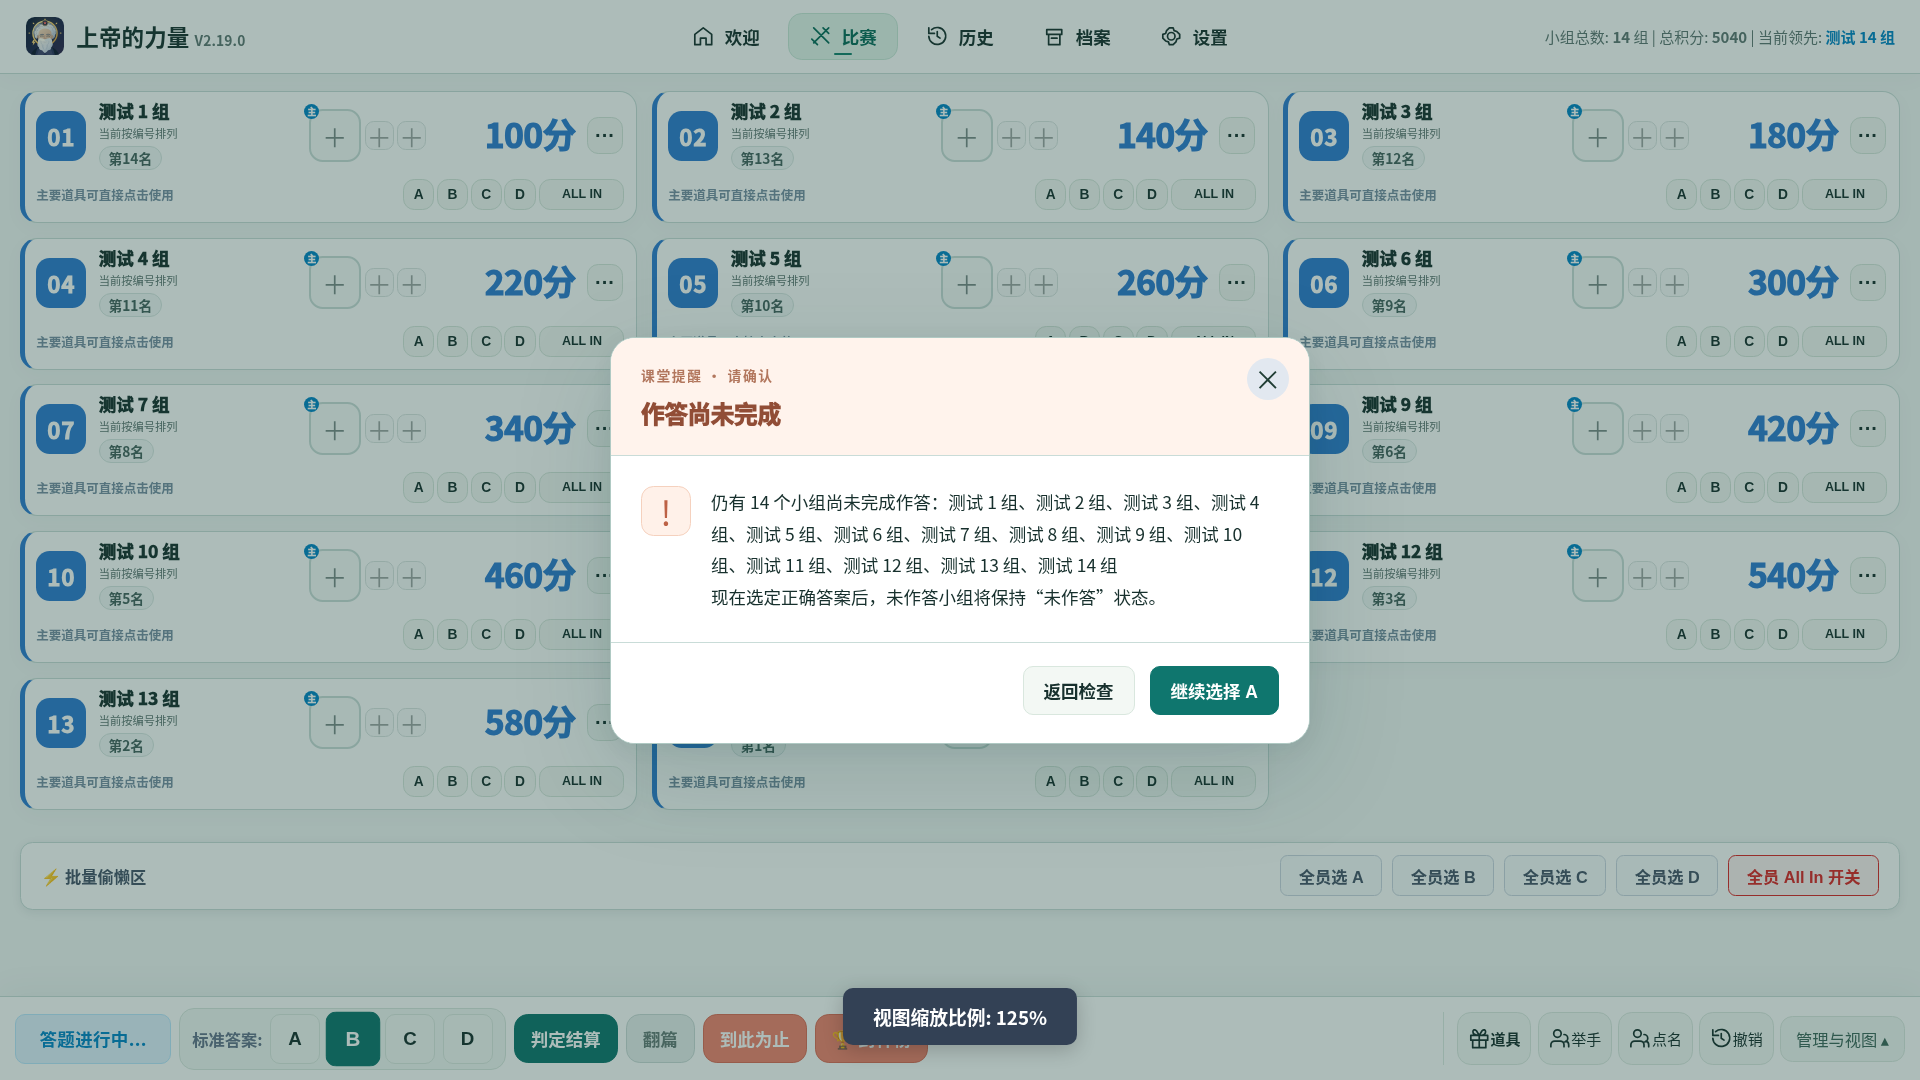 上帝的力量 V2.19.0
欢迎
比赛
历史
档案
设置
小组总数: 14 组 | 总积分: 5040 | 当前领先: 测试 14 组
01
测试 1 组
当前按编号排列
第14名
主
100分
主要道具可直接点击使用
A B C D ALL IN
02
测试 2 组
当前按编号排列
第13名
主
140分
主要道具可直接点击使用
A B C D ALL IN
03
测试 3 组
当前按编号排列
第12名
主
180分
主要道具可直接点击使用
A B C D ALL IN
04
测试 4 组
当前按编号排列
第11名
主
220分
主要道具可直接点击使用
A B C D ALL IN
05
测试 5 组
当前按编号排列
第10名
主
260分
06
测试 6 组
当前按编号排列
第9名
主
300分
主要道具可直接点击使用
A B C D ALL IN
07
测试 7 组
当前按编号排列
第8名
主
340分
主要道具可直接点击使用
A B C D ALL IN
09
测试 9 组
当前按编号排列
第6名
主
420分
要道具可直接点击使用
A B C D ALL IN
10
测试 10 组
当前按编号排列
第5名
主
460分
主要道具可直接点击使用
A B C D ALL IN
12
测试 12 组
当前按编号排列
第3名
主
540分
要道具可直接点击使用
A B C D ALL IN
13
测试 13 组
当前按编号排列
第2名
主
580分
主要道具可直接点击使用
A B C D ALL IN
第1名
主要道具可直接点击使用
A B C D ALL IN
课堂提醒 · 请确认
作答尚未完成
!
仍有 14 个小组尚未完成作答：测试 1 组、测试 2 组、测试 3 组、测试 4
组、测试 5 组、测试 6 组、测试 7 组、测试 8 组、测试 9 组、测试 10
组、测试 11 组、测试 12 组、测试 13 组、测试 14 组
现在选定正确答案后，未作答小组将保持“未作答”状态。
返回检查
继续选择 A
⚡ 批量偷懒区
全员选 A
全员选 B
全员选 C
全员选 D
全员 All In 开关
答题进行中...
标准答案:
A B C D
判定结算
翻篇
到此为止
视图缩放比例: 125%
道具
举手
点名
撤销
管理与视图 ▴